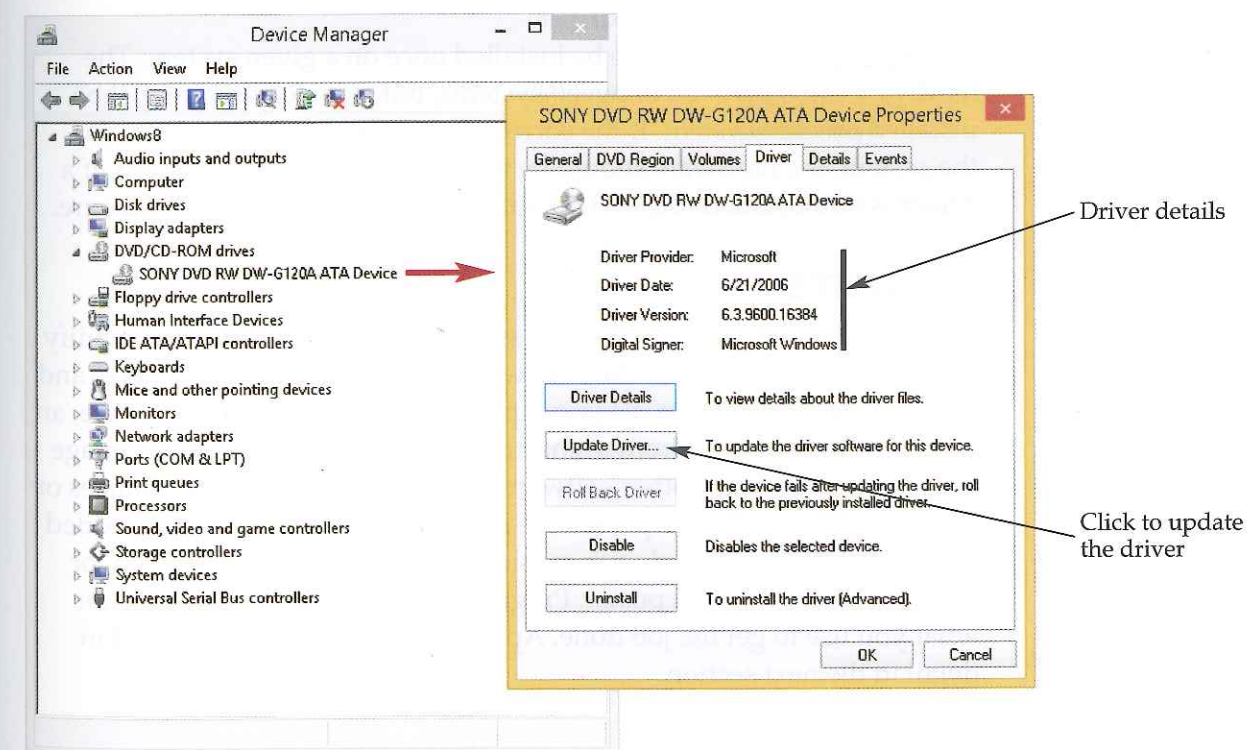 Device Manager
File Action View Help
Windows8
Audio inputs and outputs
Computer
Disk drives
Display adapters
DVD/CD-ROM drives
SONY DVD RW DW-G120A ATA Device
Floppy drive controllers
Human Interface Devices
IDE ATA/ATAPI controllers
Keyboards
Mice and other pointing devices
Monitors
Network adapters
Ports (COM & LPT)
Print queues
Processors
Sound, video and game controllers
Storage controllers
System devices
Universal Serial Bus controllers
SONY DVD RW DW-G120A ATA Device Properties
General DVD Region Volumes Driver Details Events
SONY DVD RW DW-G120A ATA Device
Driver Provider: Microsoft
Driver Date: 6/21/2006
Driver Version: 6.3.9600.16384
Digital Signer: Microsoft Windows
Driver Details To view details about the driver files.
Update Driver... To update the driver software for this device.
Roll Back Driver If the device fails after updating the driver, roll
back to the previously installed driver.
Disable Disables the selected device.
Uninstall To uninstall the driver (Advanced).
OK Cancel
Driver details
Click to update
the driver